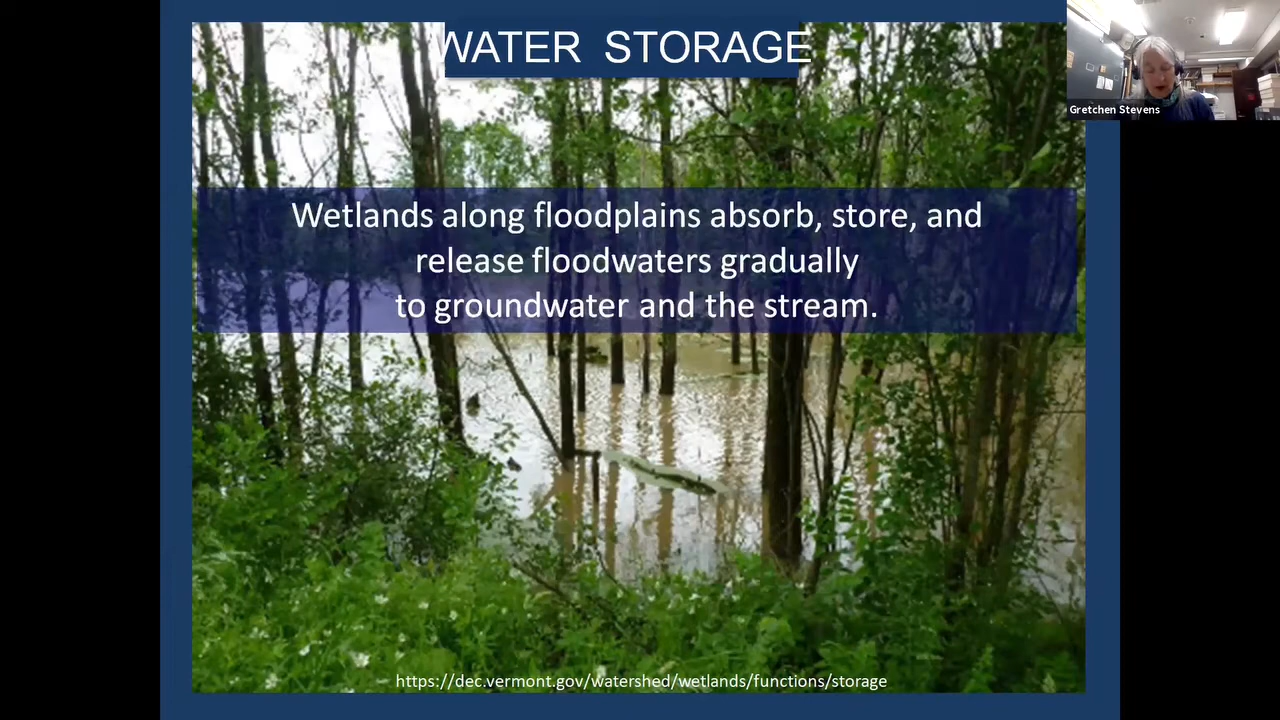 WATER STORAGE
Gretchen Stevens
Wetlands along floodplains absorb, store, and
release floodwaters gradually
to groundwater and the stream.
https://dec.vermont.gov/watershed/wetlands/functions/storage